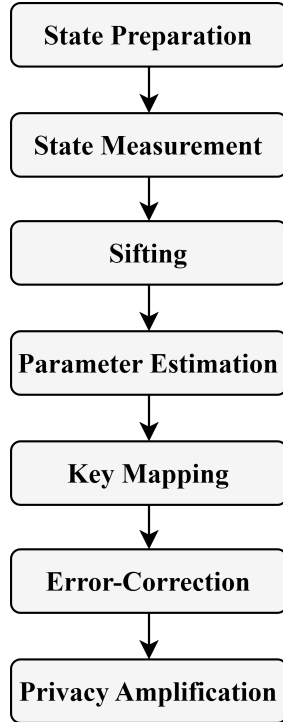 State Preparation
State Measurement
Sifting
Parameter Estimation
Key Mapping
Error-Correction
Privacy Amplification